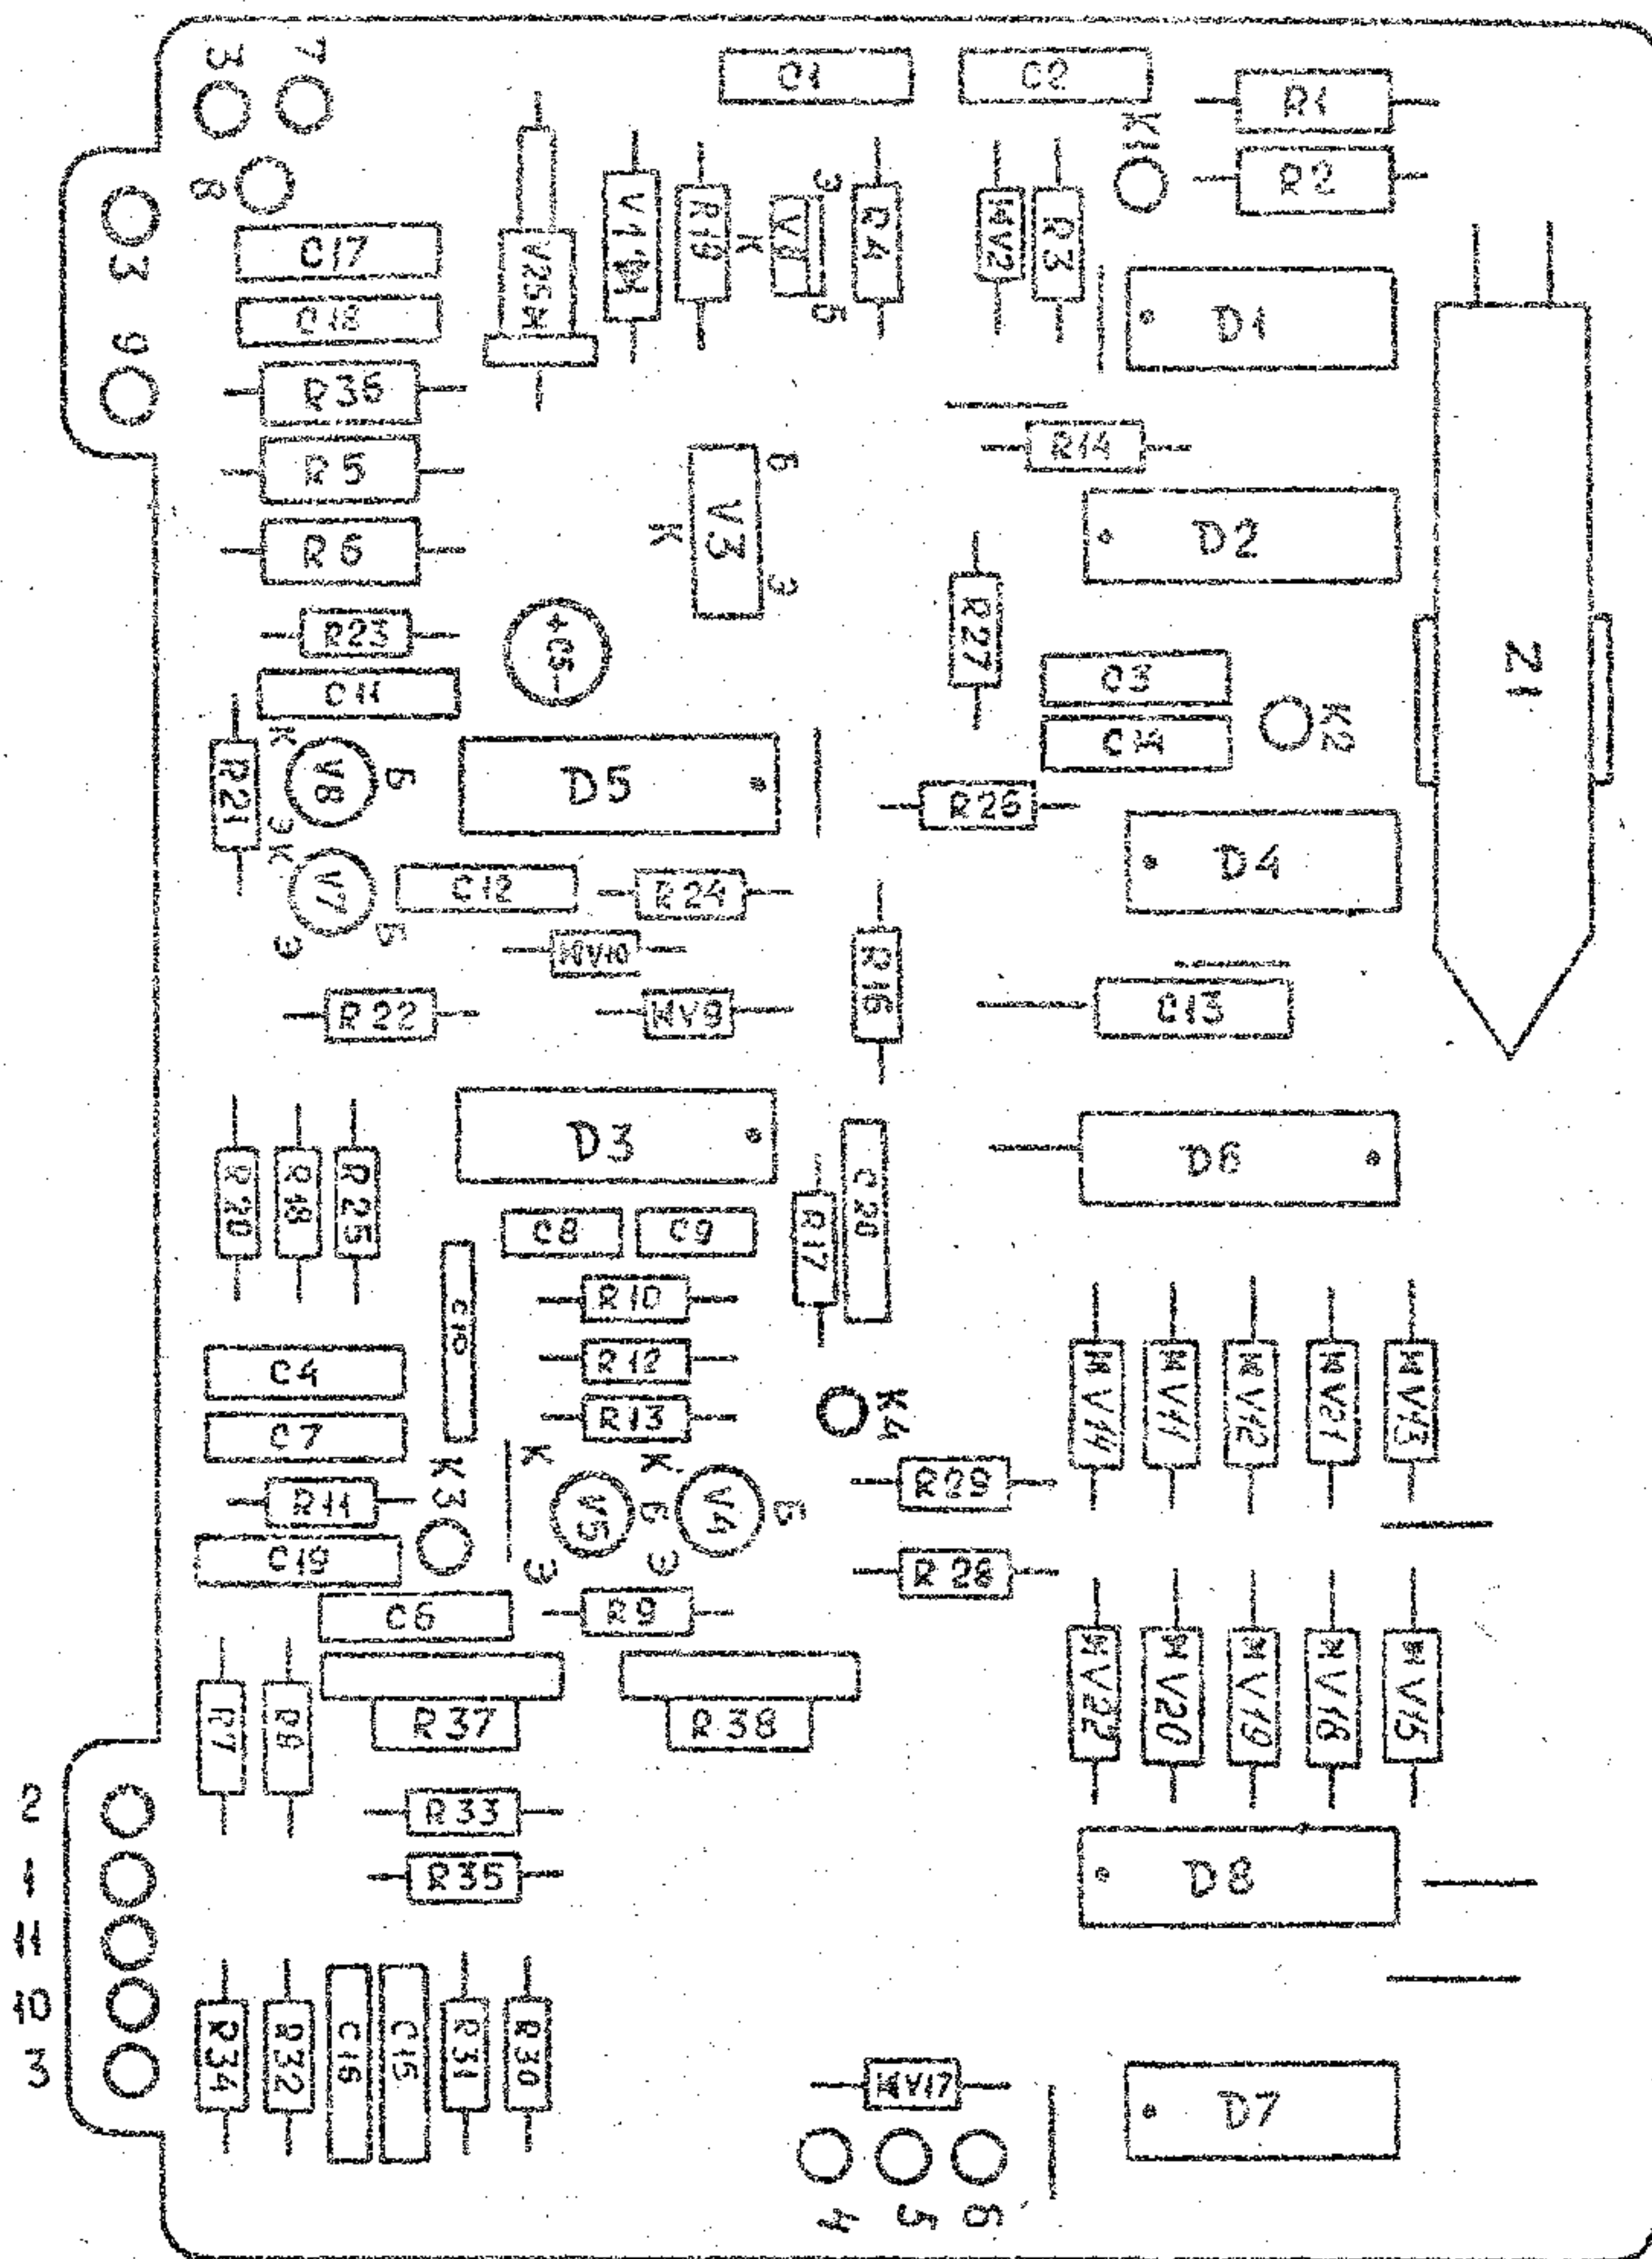 3 7
C1 C2
R1
K1
8
R2
3
C17
V1
R19
K
Э
Б
R4
V2
R3
C18
D1
9
R36
R14
R5
Б
V3
K
Э
D2
R6
R27
R23
+
C5
−
C3
Z1
C11
K2
C14
K
V8
Б
Э
R21
D5
R26
D4
K
V7
Э
Б
C12
R24
V10
R16
R22
V9
C13
D3
D6
R20
R18
R25
C20
C8
C9
R17
R10
C10
R12
C4
V14
V11
V12
V21
V13
R13
K4
C7
K3
K
K
R29
R11
V5
Б
V4
Б
C19
Э
Э
R28
C6
R9
V22
V20
V19
V18
V15
R7
R8
R37
R38
2
R33
1
R35
D8
11
10
R34
R32
C16
C15
R31
R30
3
V17
D7
4 5 6